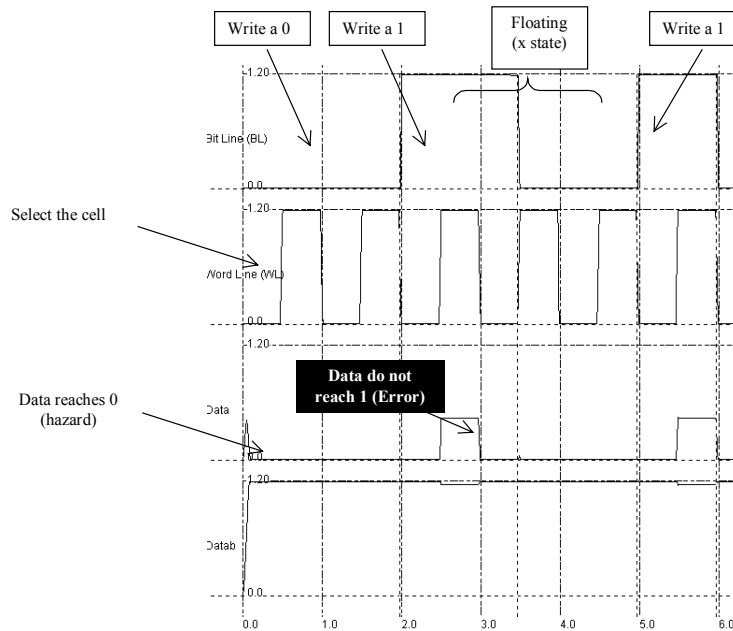 Write a 0
Write a 1
Floating
(x state)
Write a 1
1.20
Bit Line (BL)
0.0
Select the cell
1.20
Word Line (WL)
0.0
1.20
Data do not
reach 1 (Error)
Data reaches 0
(hazard)
Data
0.0
1.20
Datab
0.0
0.0 1.0 2.0 3.0 4.0 5.0 6.0